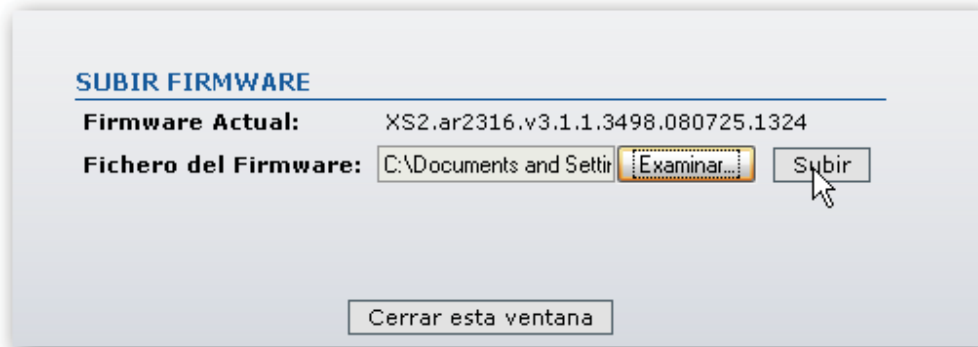 SUBIR FIRMWARE
Firmware Actual: XS2.ar2316.v3.1.1.3498.080725.1324
Fichero del Firmware: C:\Documents and Settin Examinar... Subir
Cerrar esta ventana